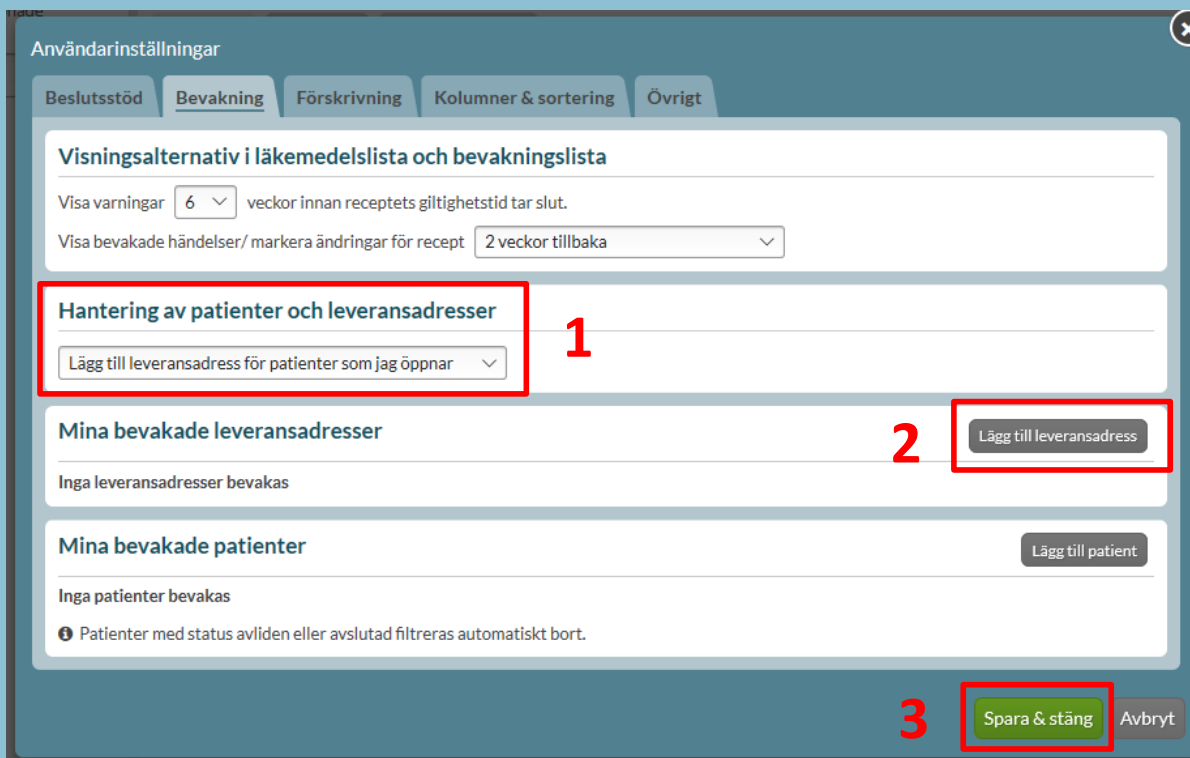 Användarinställningar
Beslutsstöd Bevakning Förskrivning Kolumner & sortering Övrigt
Visningsalternativ i läkemedelslista och bevakningslista
Visa varningar 6 veckor innan receptets giltighetstid tar slut.
Visa bevakade händelser/ markera ändringar för recept 2 veckor tillbaka
Hantering av patienter och leveransadresser
1
Lägg till leveransadress för patienter som jag öppnar
Mina bevakade leveransadresser 2 Lägg till leveransadress
Inga leveransadresser bevakas
Mina bevakade patienter Lägg till patient
Inga patienter bevakas
Patienter med status avliden eller avslutad filtreras automatiskt bort.
3 Spara & stäng Avbryt